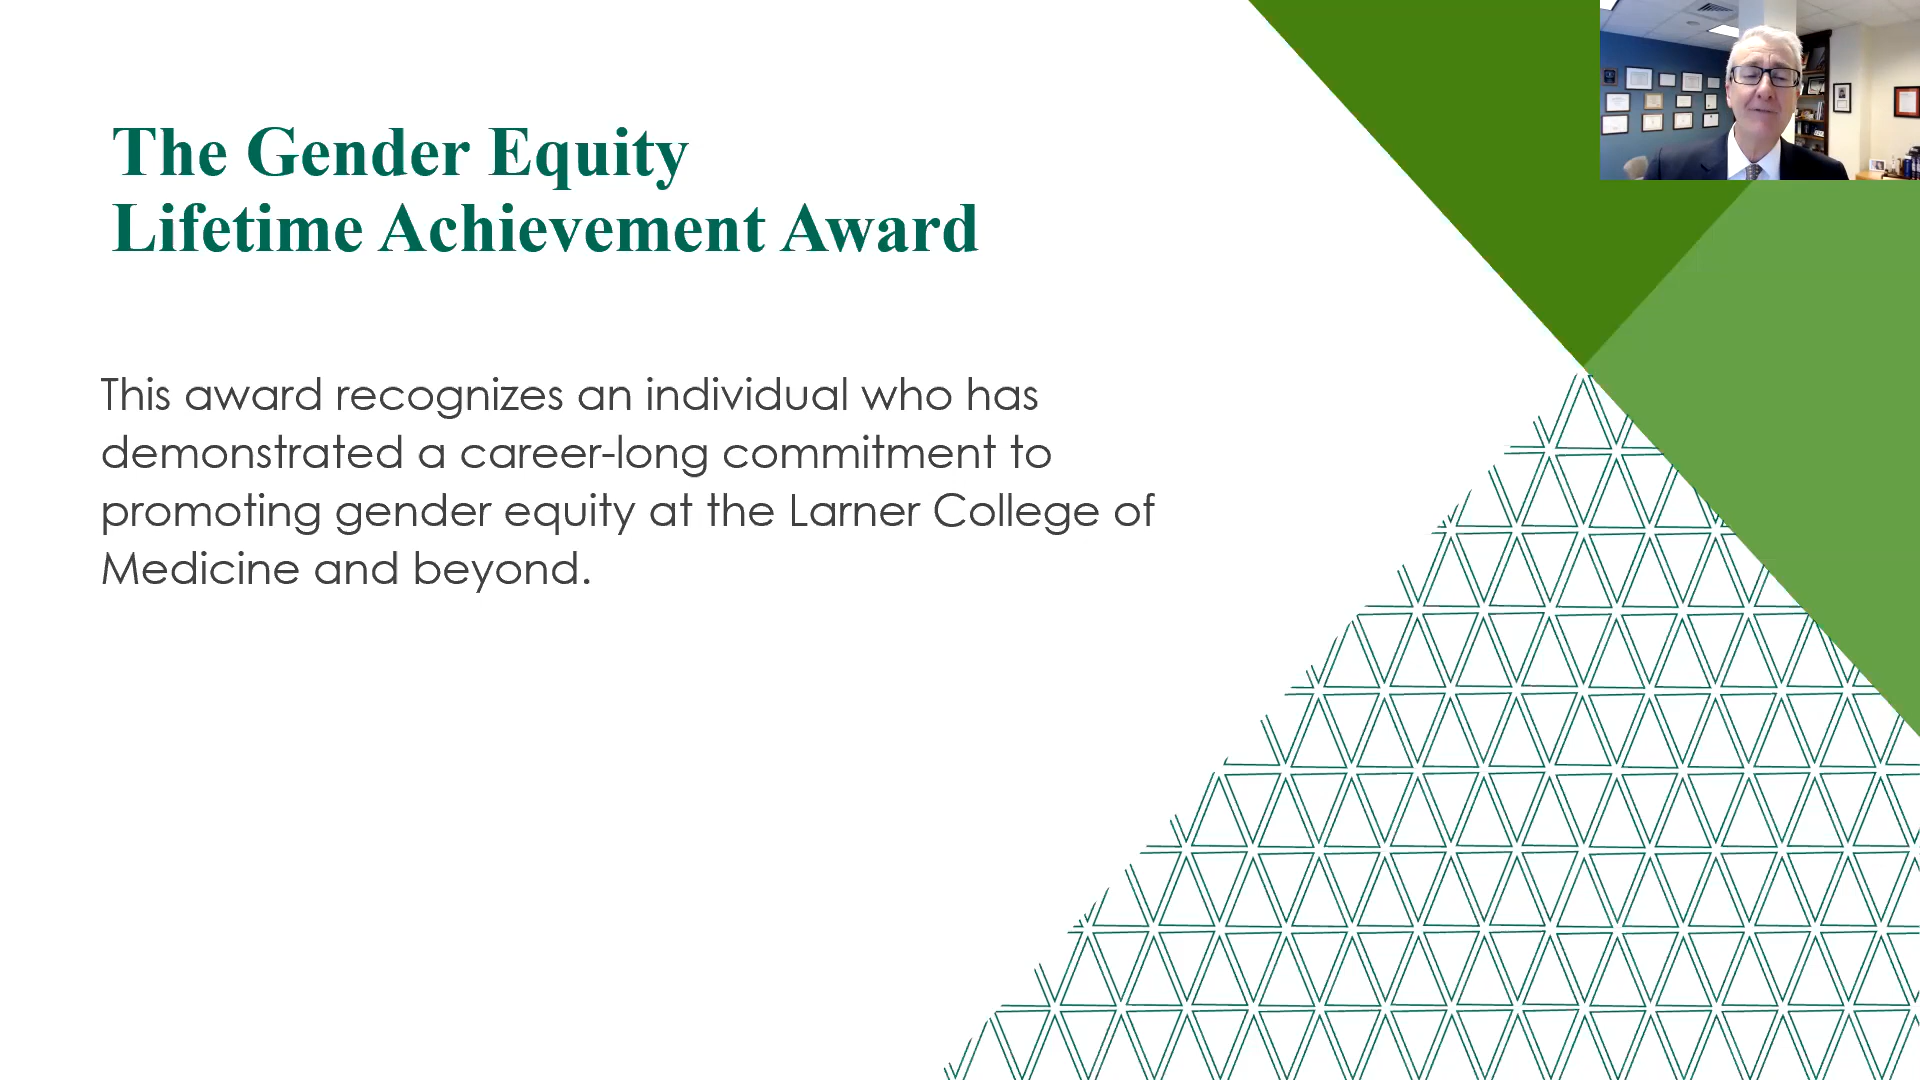 The Gender Equity
Lifetime Achievement Award
This award recognizes an individual who has
demonstrated a career-long commitment to
promoting gender equity at the Larner College of
Medicine and beyond.